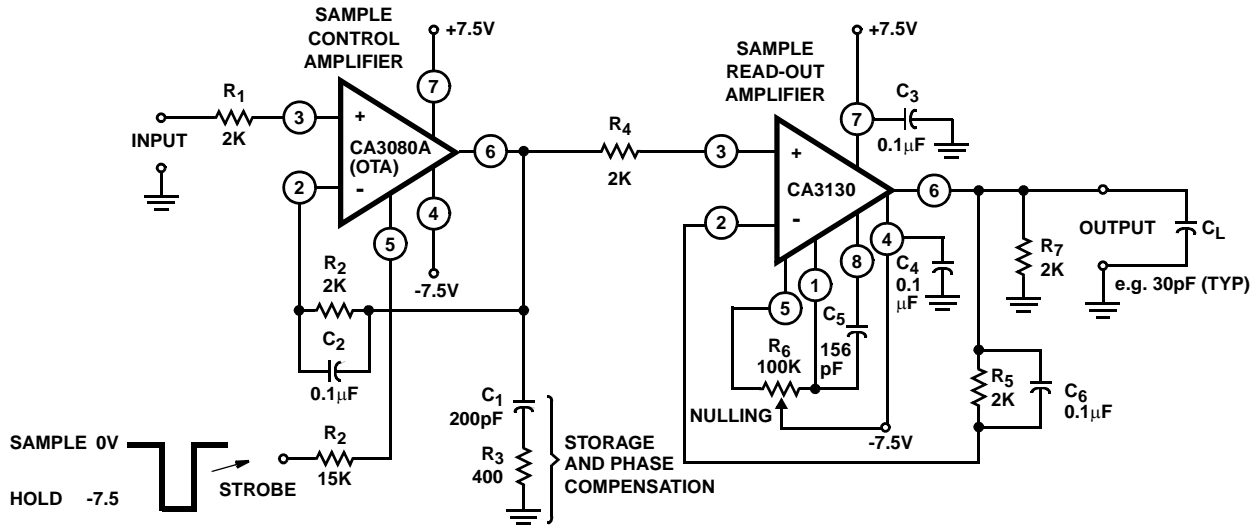 SAMPLE
CONTROL
AMPLIFIER
+7.5V
7
R1
2K
INPUT
3
+
CA3080A
(OTA)
2
-
6
4
5
-7.5V
R2
2K
C2
0.1μF
C1
200pF
R3
400
STORAGE
AND PHASE
COMPENSATION
SAMPLE 0V
HOLD -7.5
STROBE
R2
15K
R4
2K
SAMPLE
READ-OUT
AMPLIFIER
+7.5V
7
C3
0.1μF
3
+
CA3130
2
-
6
4
8
1
5
C4
0.1
μF
C5
156
pF
R6
100K
NULLING
-7.5V
R7
2K
OUTPUT
CL
e.g. 30pF (TYP)
R5
2K
C6
0.1μF